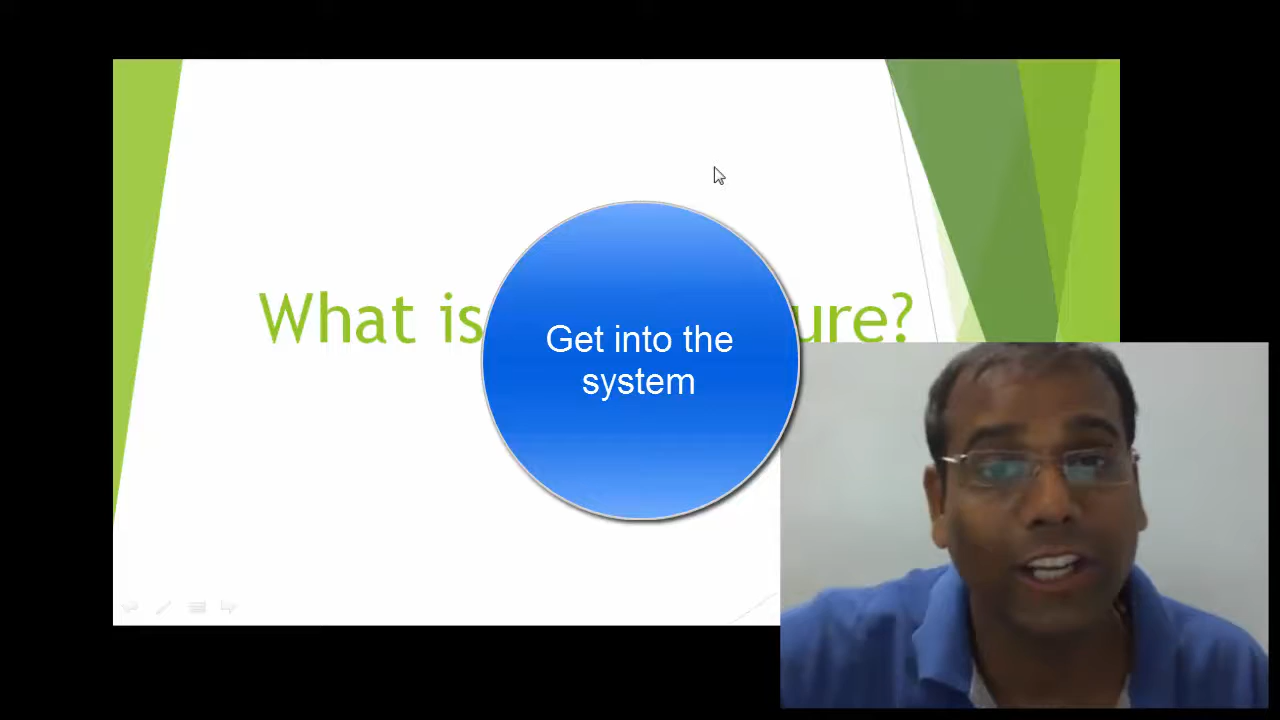 What is ure?
Get into the
system